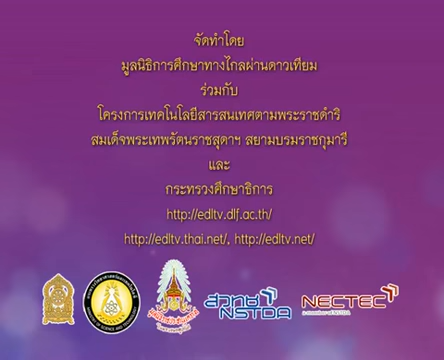 จัดทำโดย
มูลนิธิการศึกษาทางไกลผ่านดาวเทียม
ร่วมกับ
โครงการเทคโนโลยีสารสนเทศตามพระราชดำริ
สมเด็จพระเทพรัตนราชสุดาฯ สยามบรมราชกุมารี
และ
กระทรวงศึกษาธิการ
http://edltv.dlf.ac.th/
http://edltv.thai.net/, http://edltv.net/
สวทช
NSTDA
NECTEC
a member of NSTDA